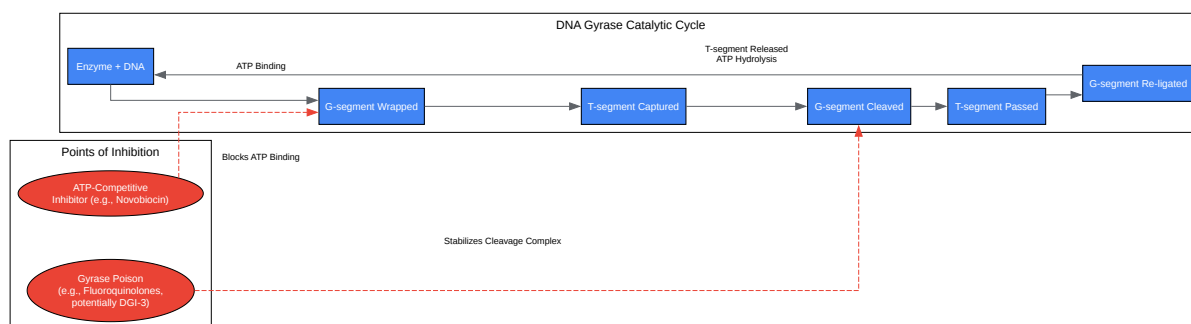 DNA Gyrase Catalytic Cycle
T-segment Released
ATP Hydrolysis
Enzyme + DNA
ATP Binding
G-segment Re-ligated
G-segment Wrapped
T-segment Captured
G-segment Cleaved
T-segment Passed
Points of Inhibition
Blocks ATP Binding
ATP-Competitive
Inhibitor (e.g., Novobiocin)
Stabilizes Cleavage Complex
Gyrase Poison
(e.g., Fluoroquinolones,
potentially DGI-3)